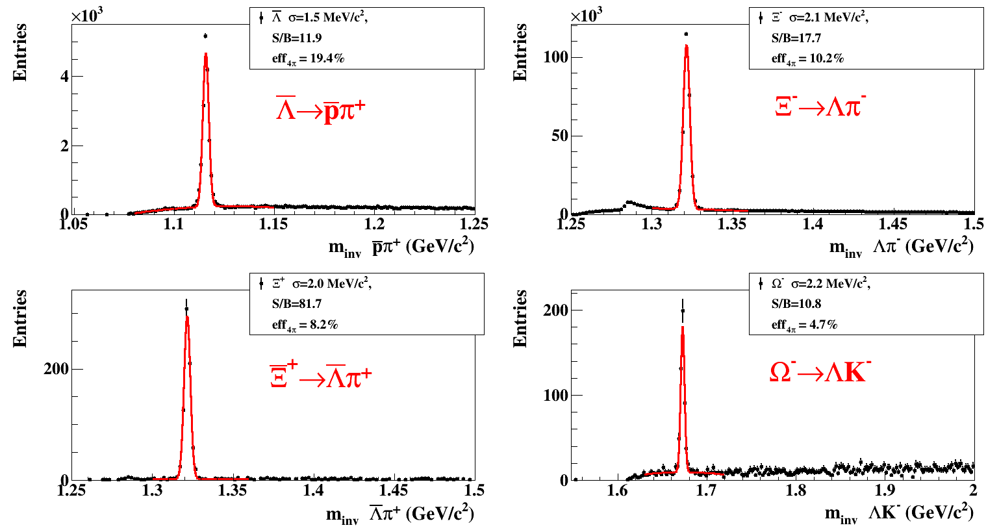 ×10³
Λ̅ σ=1.5 MeV/c²,
S/B=11.9
eff₄π = 19.4%
Entries
4
2
0
Λ̅→p̅π⁺
1.05 1.1 1.15 1.2 1.25
m_inv p̅π⁺ (GeV/c²)
×10³
Ξ⁻ σ=2.1 MeV/c²,
S/B=17.7
eff₄π = 10.2%
Entries
100
50
0
Ξ⁻→Λπ⁻
1.25 1.3 1.35 1.4 1.45 1.5
m_inv Λπ⁻ (GeV/c²)
Ξ⁺ σ=2.0 MeV/c²,
S/B=81.7
eff₄π = 8.2%
Entries
200
0
Ξ̅⁺→Λ̅π⁺
1.25 1.3 1.35 1.4 1.45 1.5
m_inv Λ̅π⁺ (GeV/c²)
Ω⁻ σ=2.2 MeV/c²,
S/B=10.8
eff₄π = 4.7%
Entries
200
100
0
Ω⁻→ΛK⁻
1.6 1.7 1.8 1.9 2
m_inv ΛK⁻ (GeV/c²)